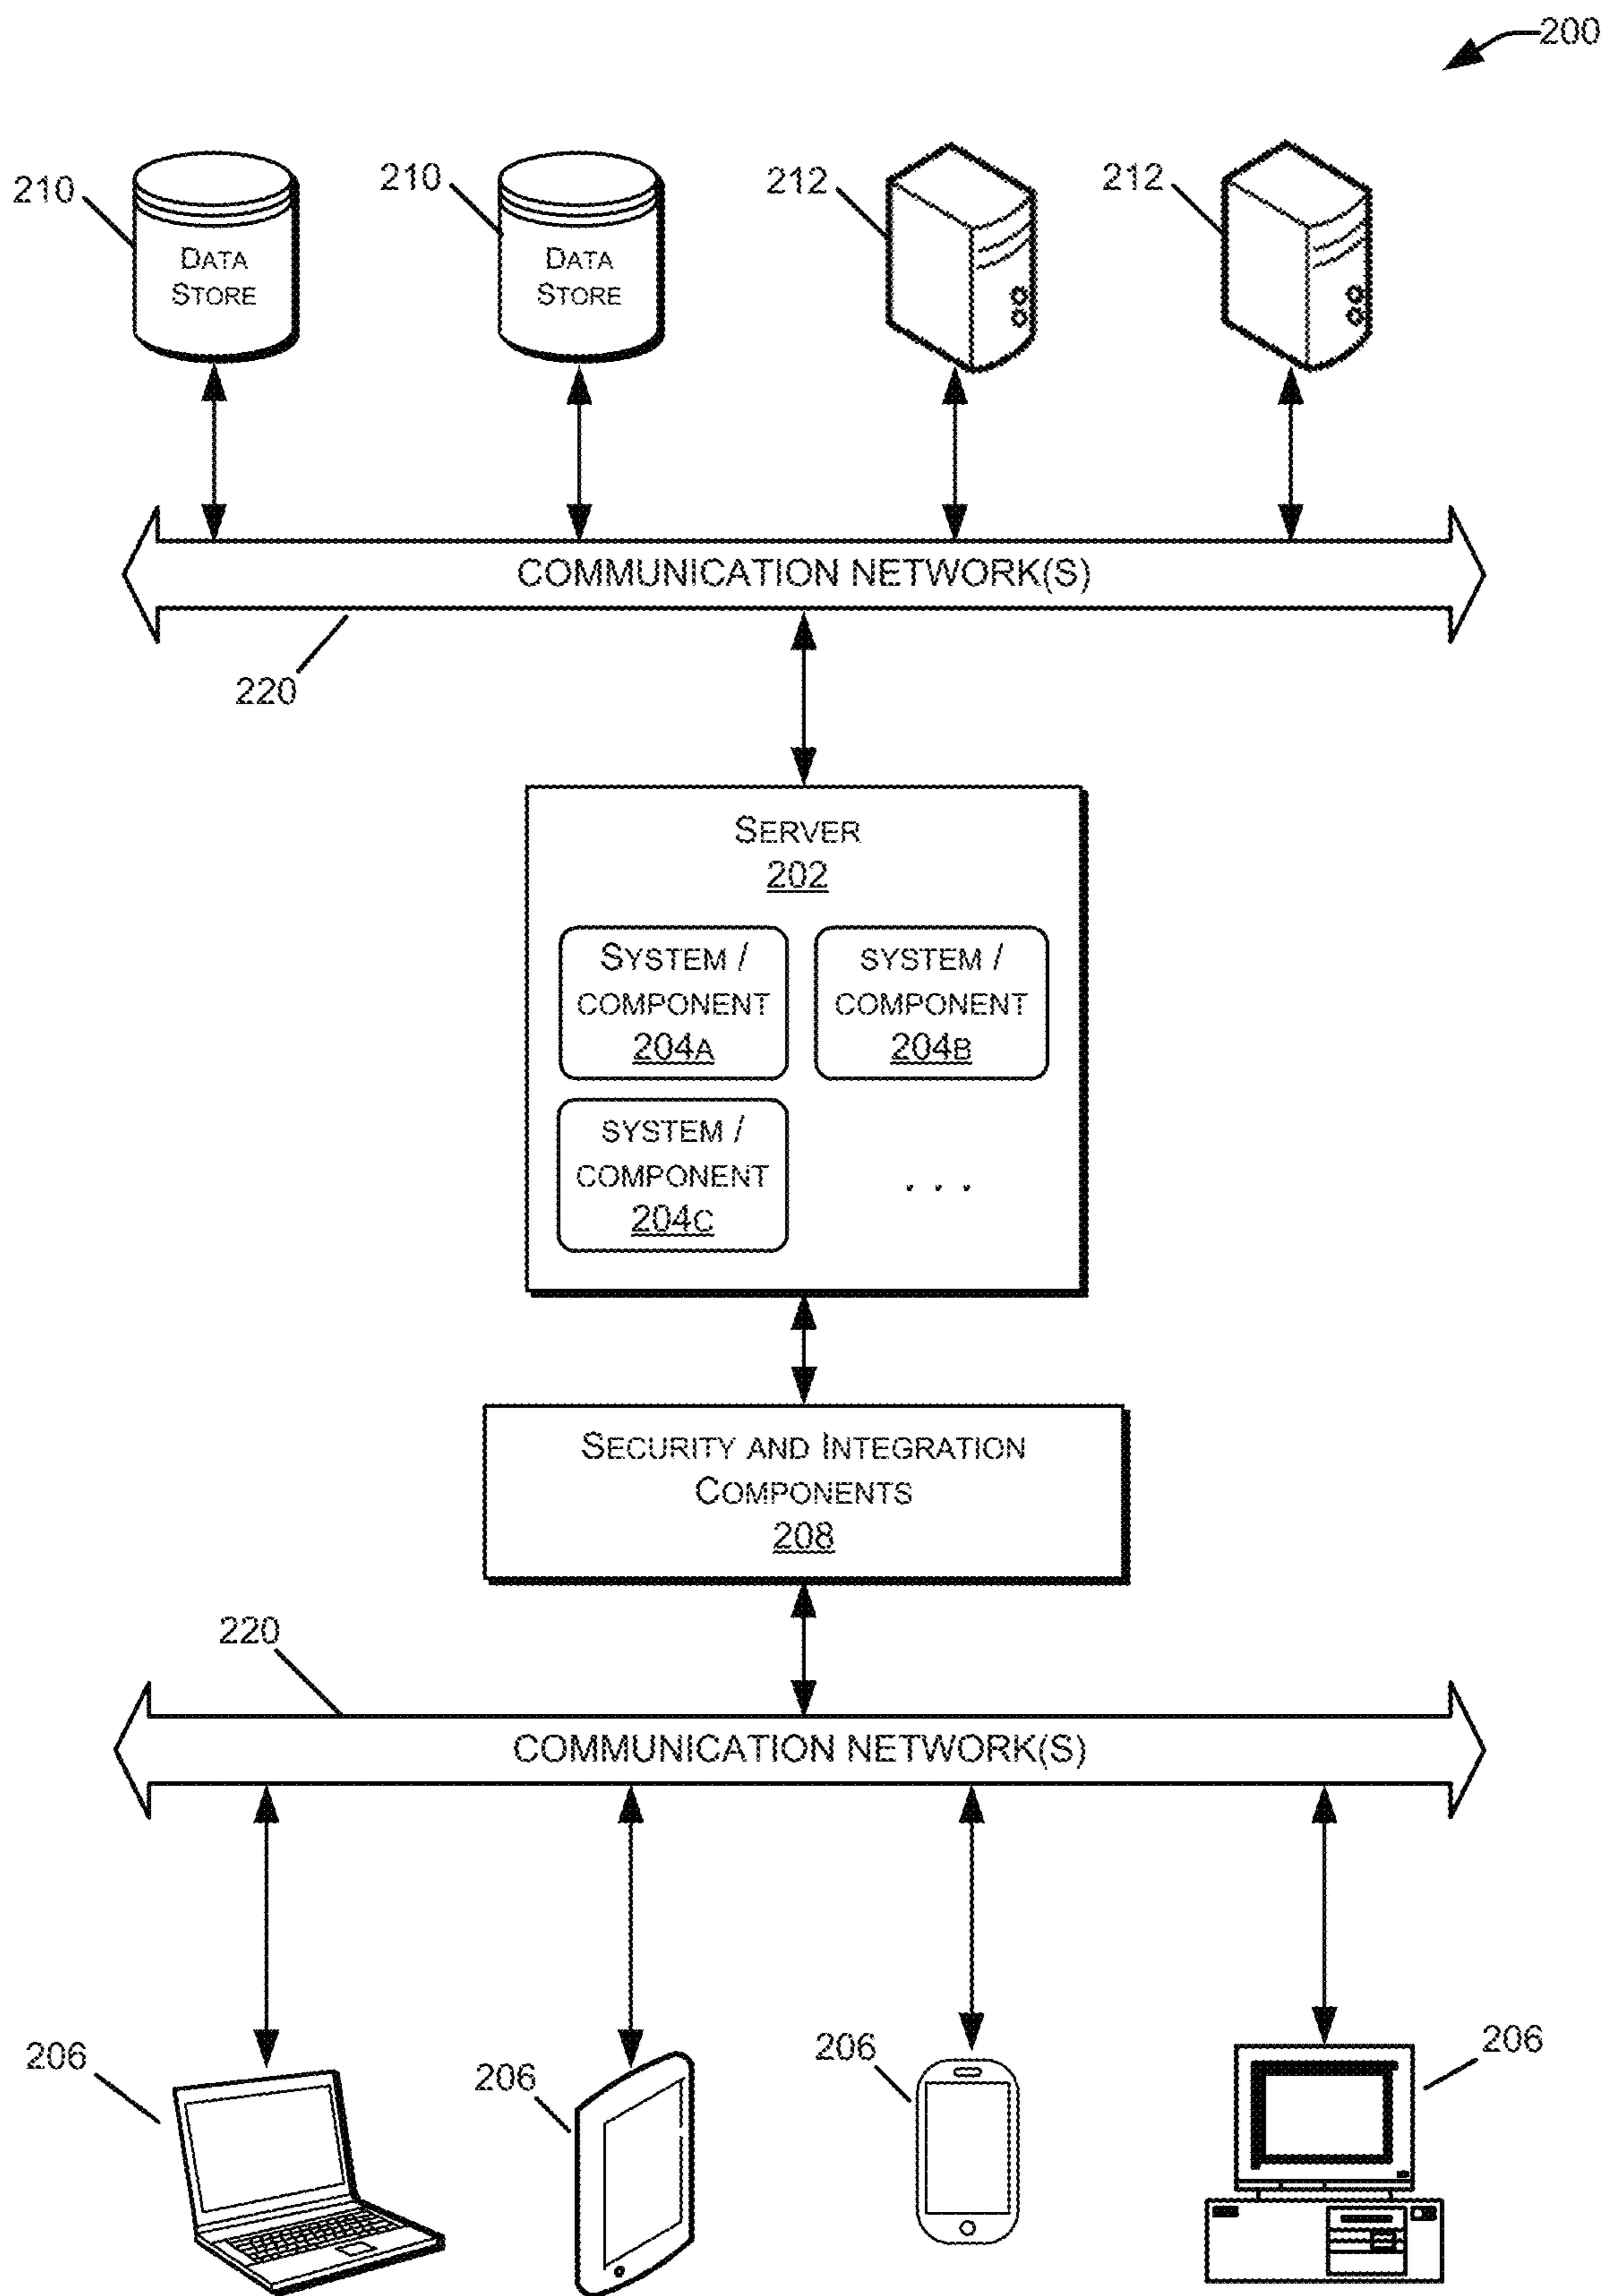 200
210
210
212
212
DATA
STORE
DATA
STORE
COMMUNICATION NETWORK(S)
220
SERVER
202
SYSTEM /
COMPONENT
204A
SYSTEM /
COMPONENT
204B
SYSTEM /
COMPONENT
204C
. . .
SECURITY AND INTEGRATION
COMPONENTS
208
220
COMMUNICATION NETWORK(S)
206
206
206
206